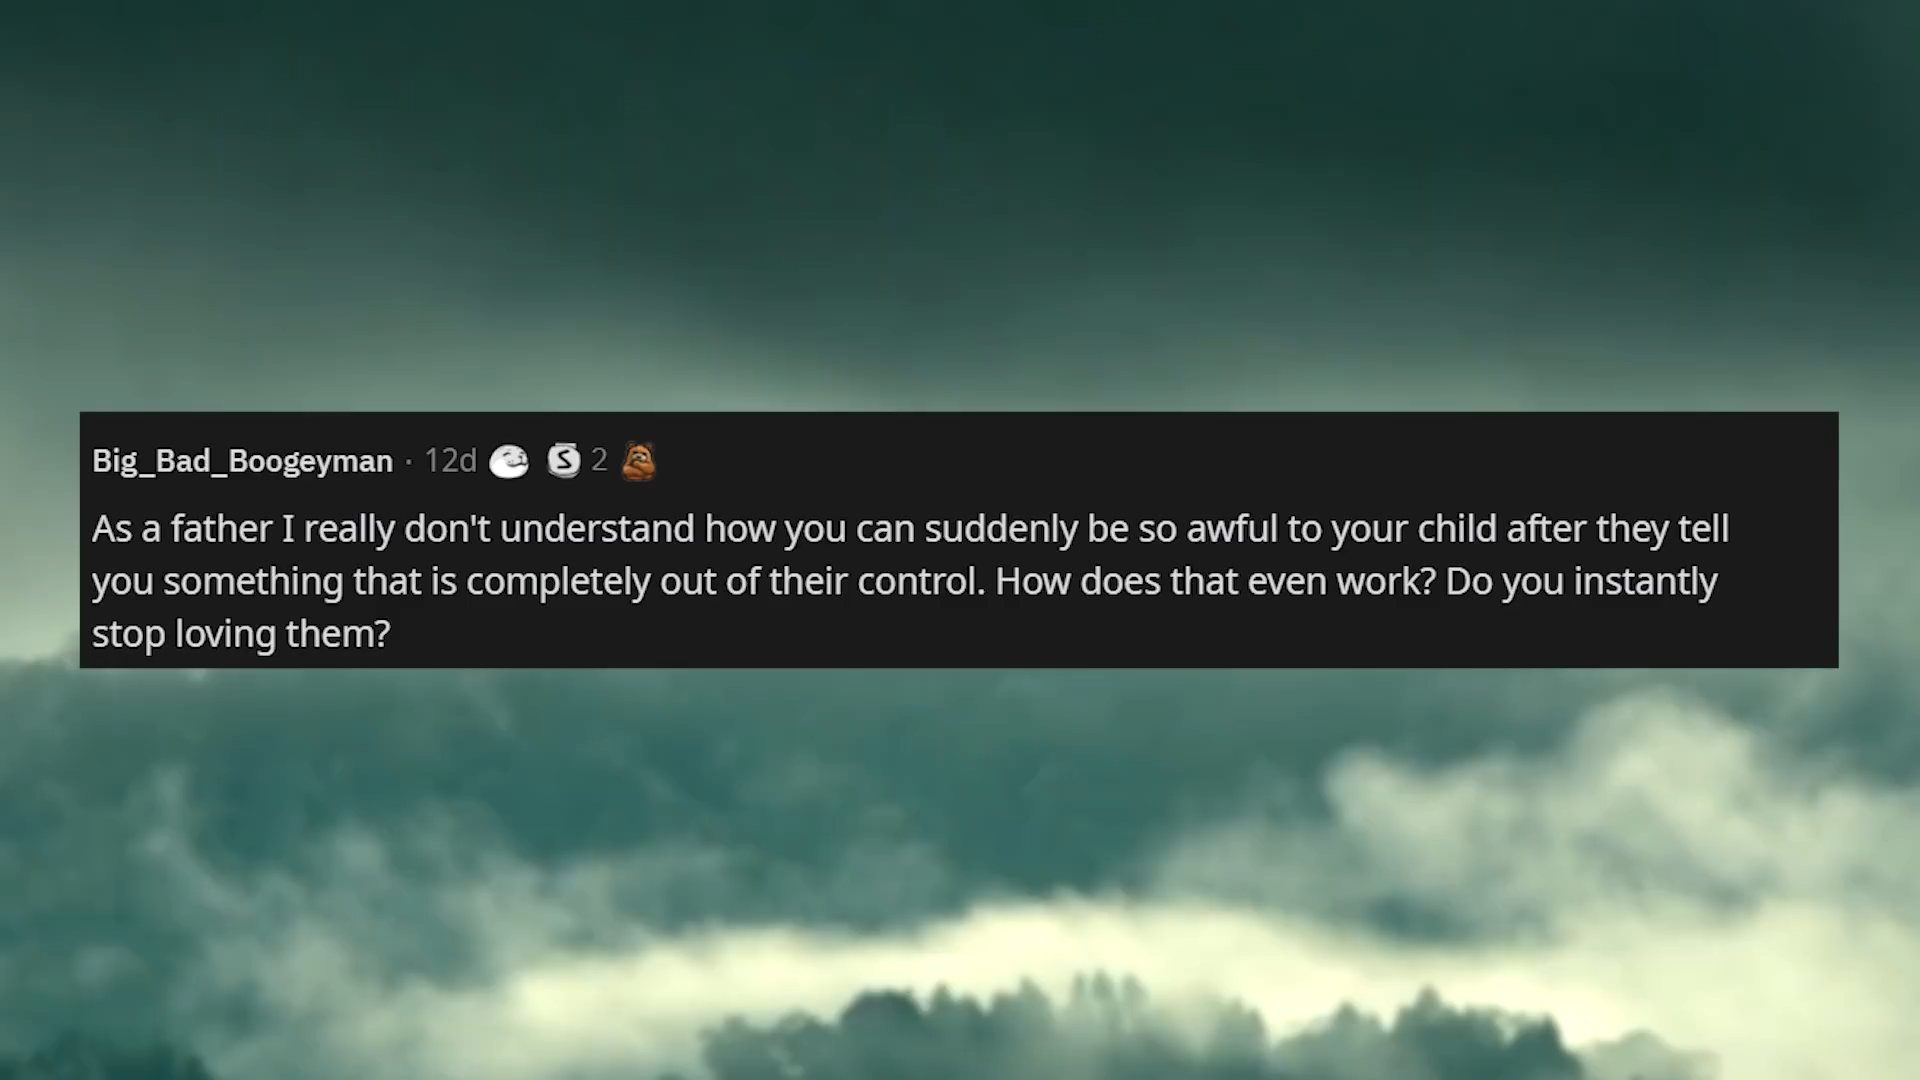 Big_Bad_Boogeyman · 12d S 2
As a father I really don't understand how you can suddenly be so awful to your child after they tell
you something that is completely out of their control. How does that even work? Do you instantly
stop loving them?